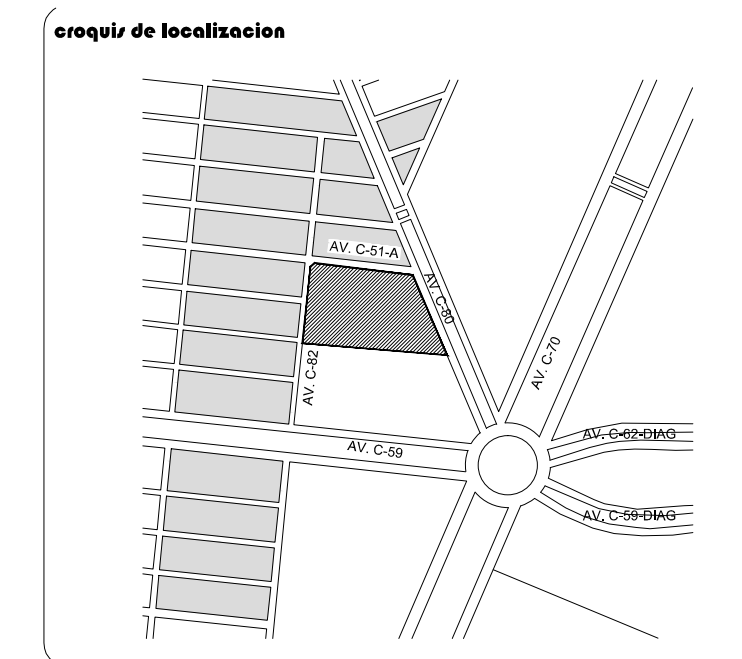 croquis de localizacion
AV. C-51-A
AV. C-80
AV. C-70
AV. C-82
AV. C-62-DIAG
AV. C-59
AV. C-59-DIAG